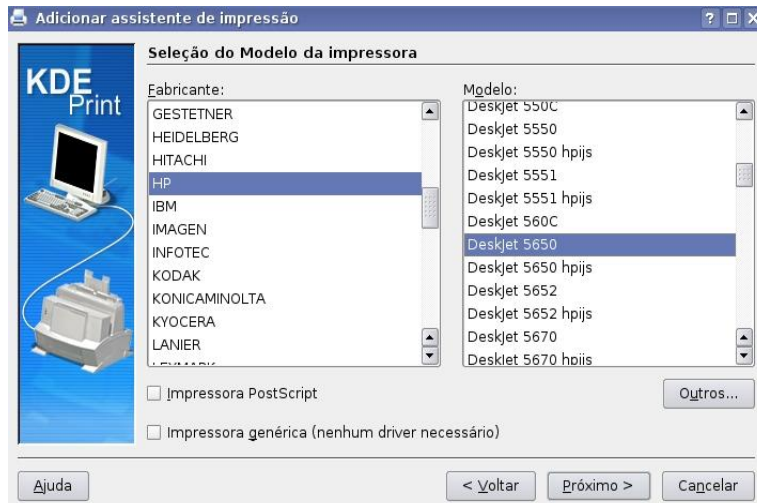 Adicionar assistente de impressão
KDE
Print
Seleção do Modelo da impressora
Fabricante:
GESTETNER
HEIDELBERG
HITACHI
HP
IBM
IMAGEN
INFOTEC
KODAK
KONICAMINOLTA
KYOCERA
LANIER
LEXMARK
Modelo:
DeskJet 550C
DeskJet 5550
DeskJet 5550 hpijs
DeskJet 5551
DeskJet 5551 hpijs
DeskJet 560C
DeskJet 5650
DeskJet 5650 hpijs
DeskJet 5652
DeskJet 5652 hpijs
DeskJet 5670
DeskJet 5670 hpijs
Impressora PostScript
Outros...
Impressora genérica (nenhum driver necessário)
Ajuda
< Voltar
Próximo >
Cancelar